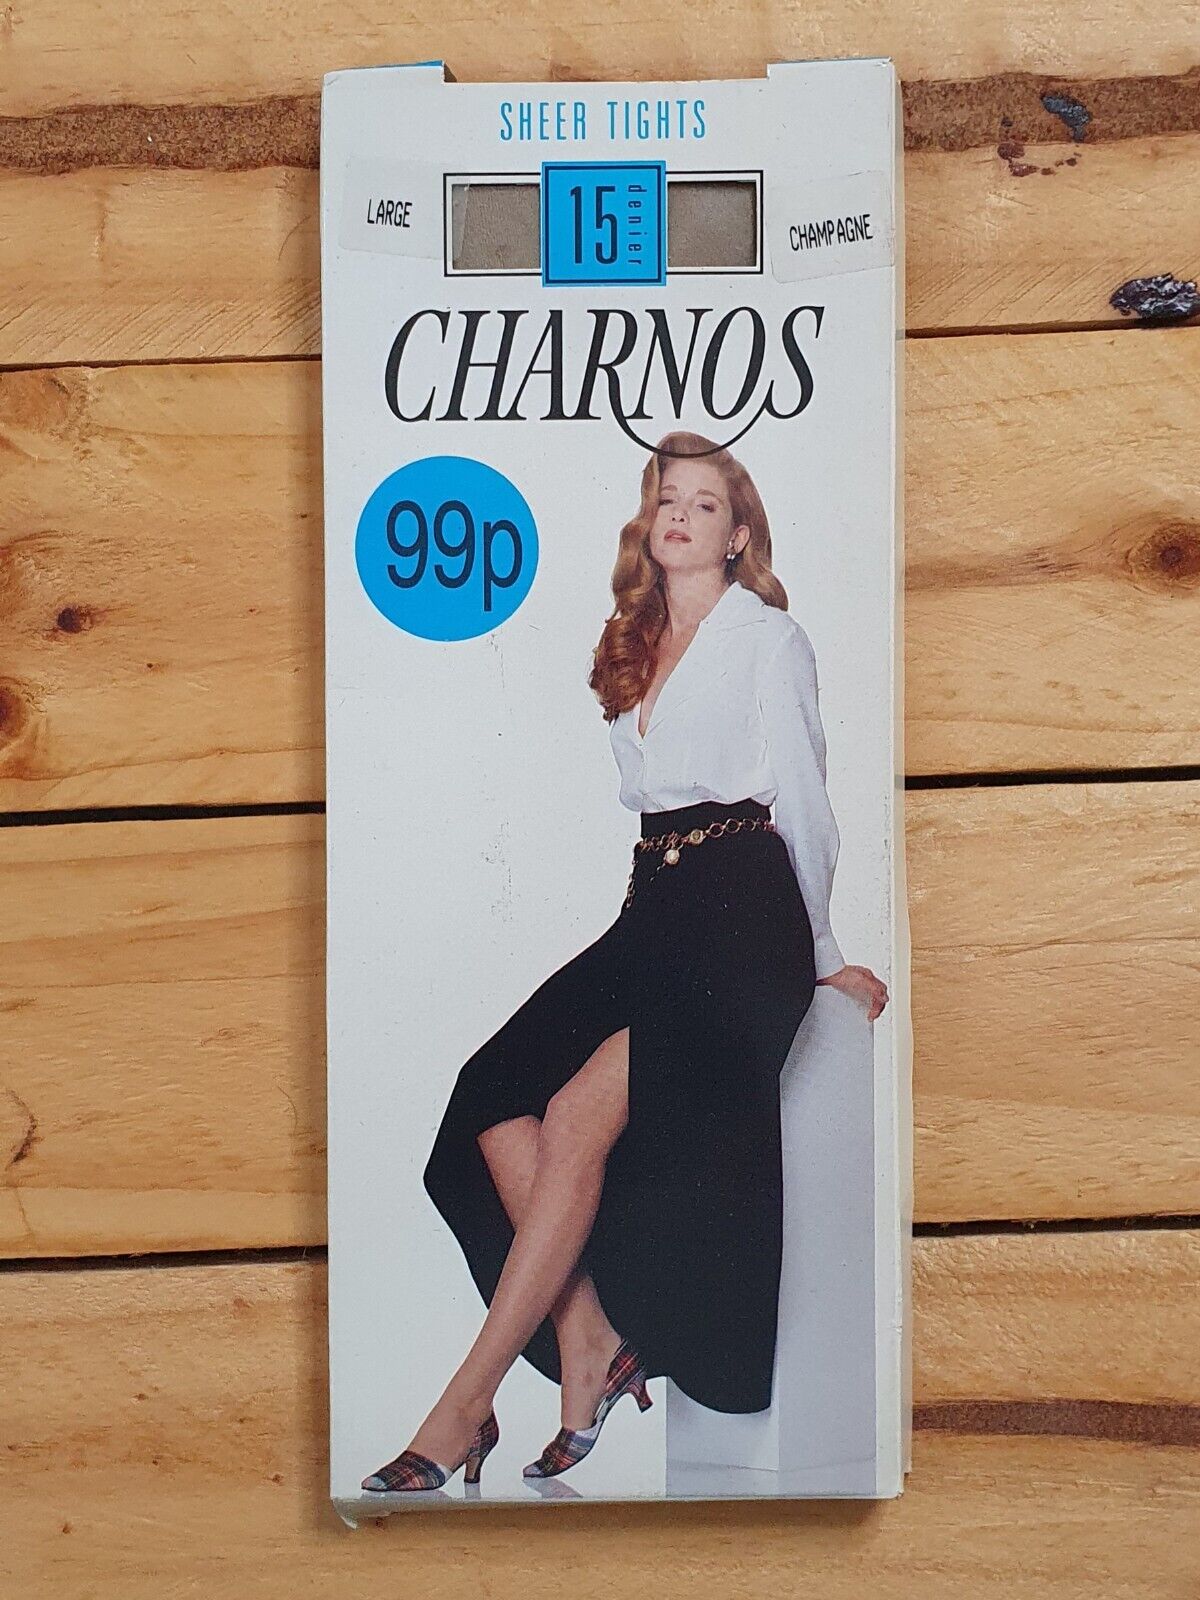 SHEER TIGHTS
LARGE
15 denier
CHAMPAGNE
CHARNOS
99p